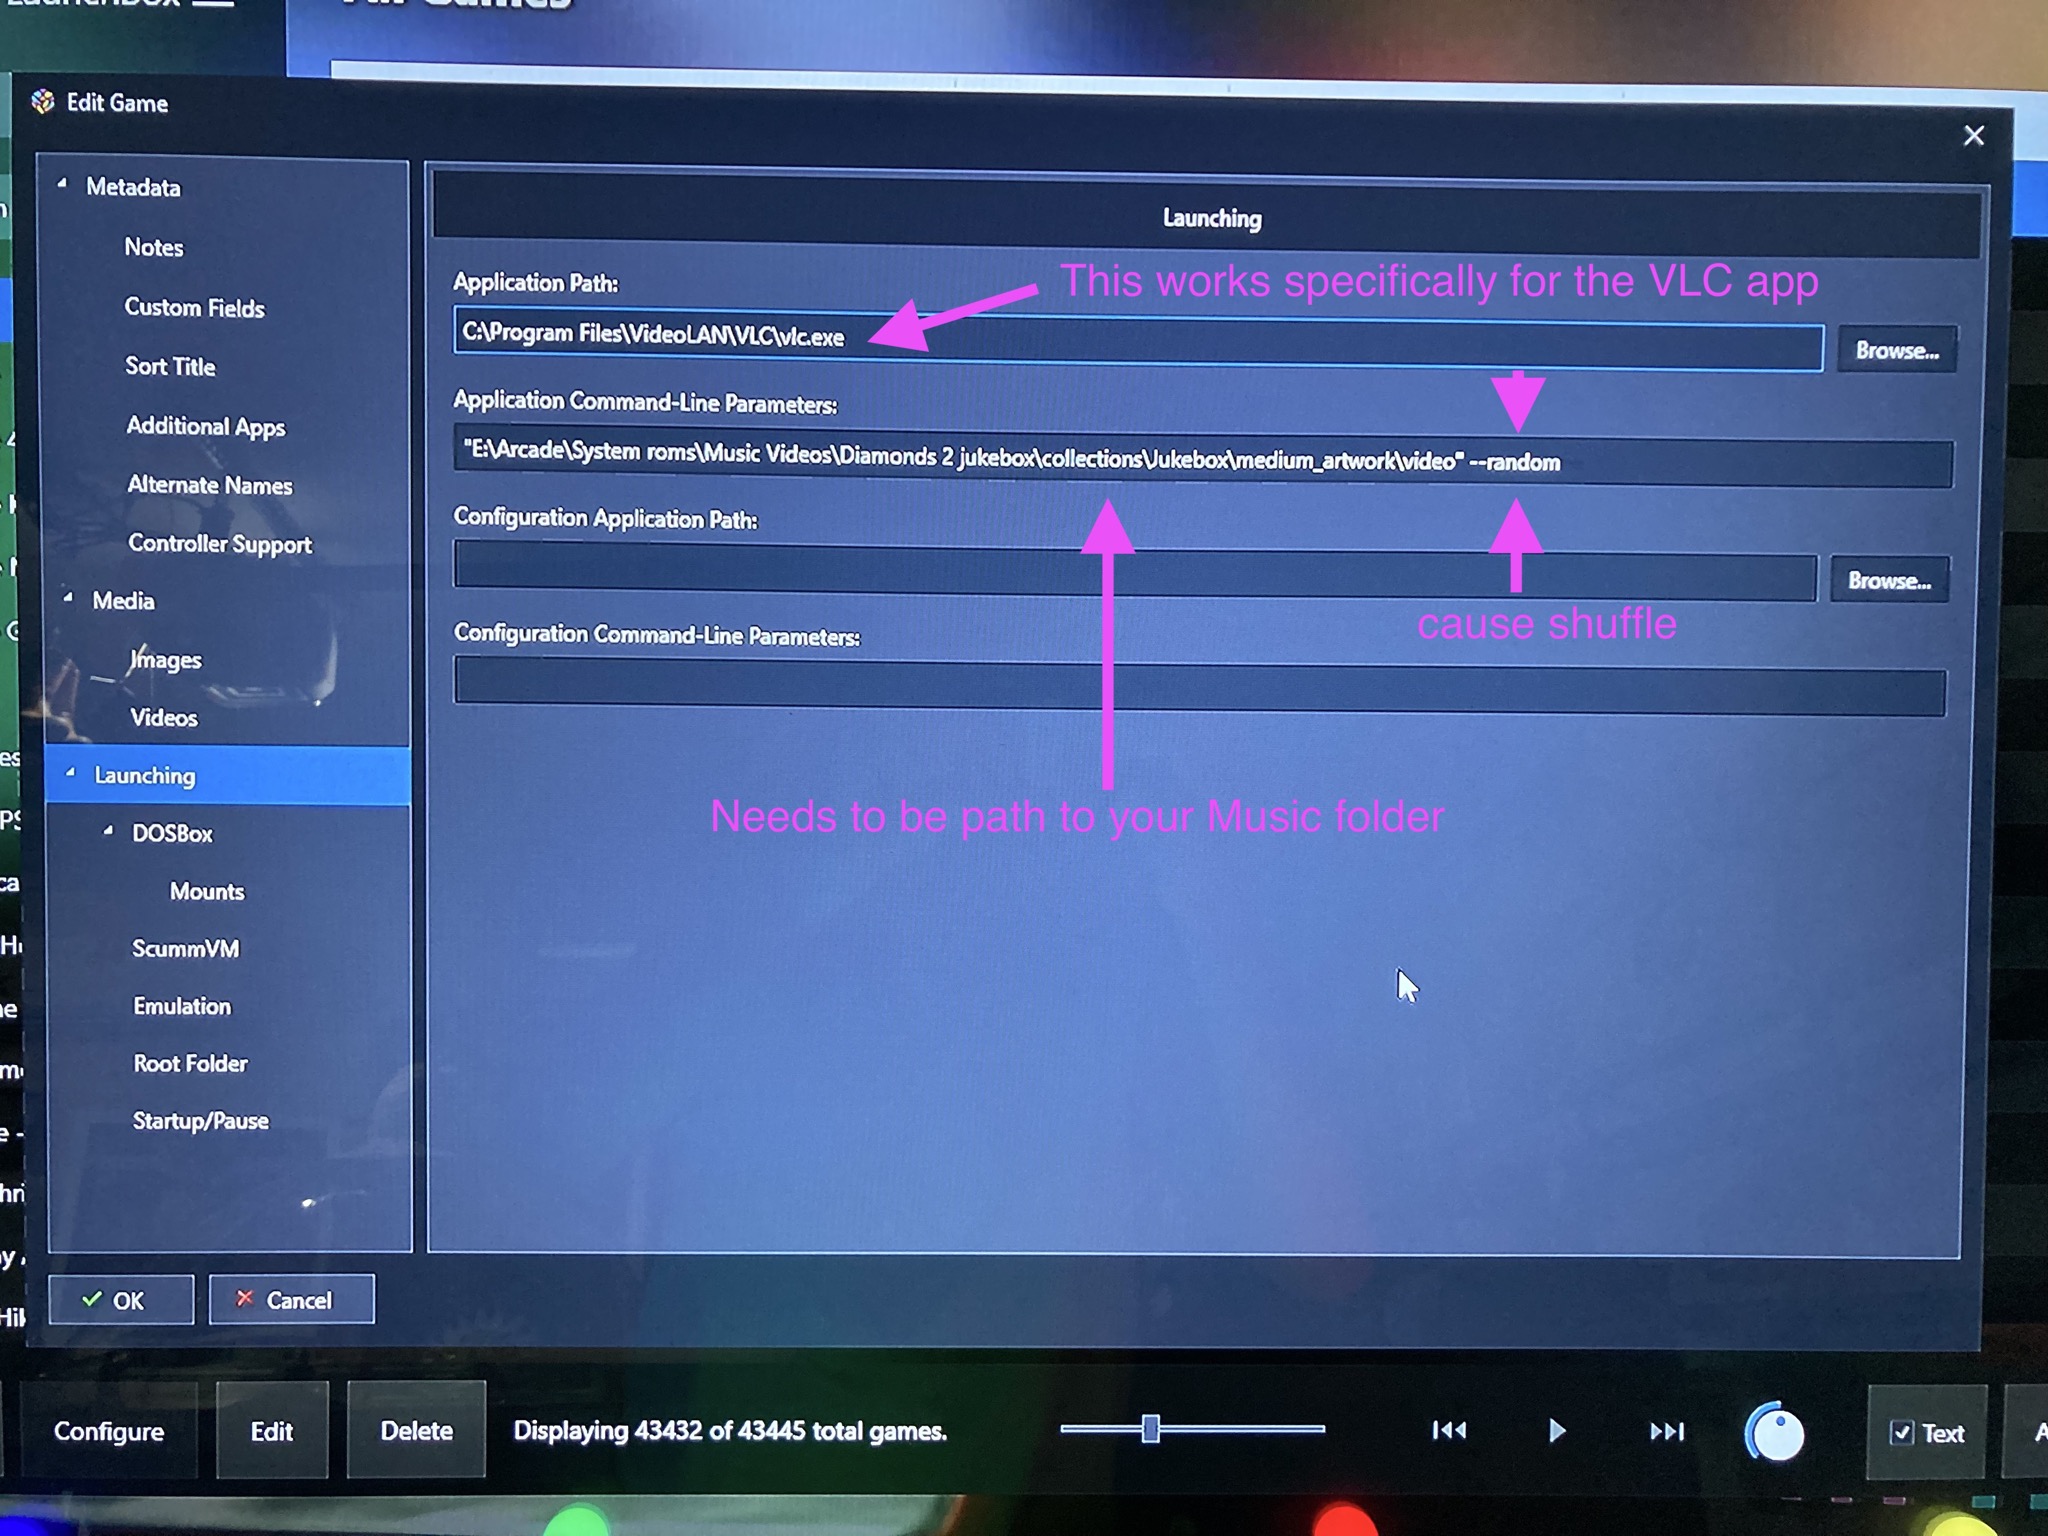 All Games
Edit Game
Metadata
Notes
Custom Fields
Sort Title
Additional Apps
Alternate Names
Controller Support
Media
Images
Videos
Launching
DOSBox
Mounts
ScummVM
Emulation
Root Folder
Startup/Pause
OK
Cancel
Launching
Application Path:
This works specifically for the VLC app
C:\Program Files\VideoLAN\VLC\vlc.exe
Browse...
Application Command-Line Parameters:
"E:\Arcade\System roms\Music Videos\Diamonds 2 jukebox\collections\Jukebox\medium_artwork\video" --random
Configuration Application Path:
Browse...
cause shuffle
Configuration Command-Line Parameters:
Needs to be path to your Music folder
Configure
Edit
Delete
Displaying 43432 of 43445 total games.
Text